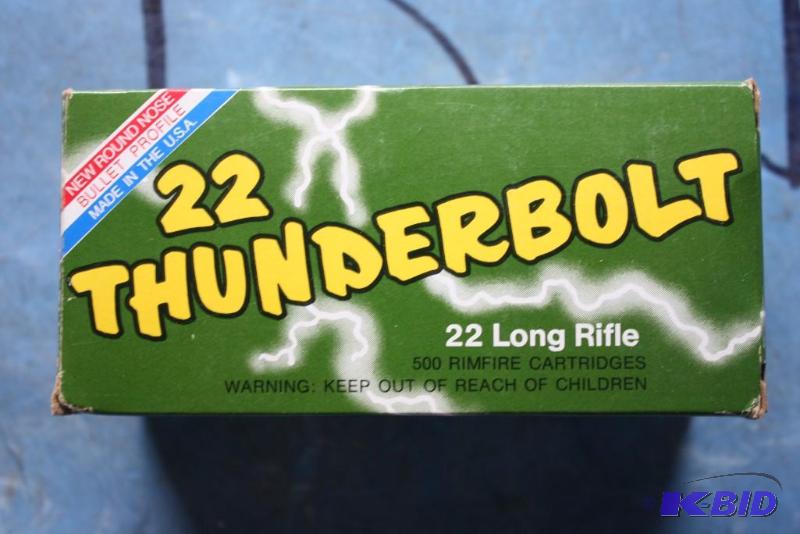 NEW ROUND NOSE
BULLET PROFILE
MADE IN THE U.S.A.
22
THUNDERBOLT
22 Long Rifle
500 RIMFIRE CARTRIDGES
WARNING: KEEP OUT OF REACH OF CHILDREN
K-BID